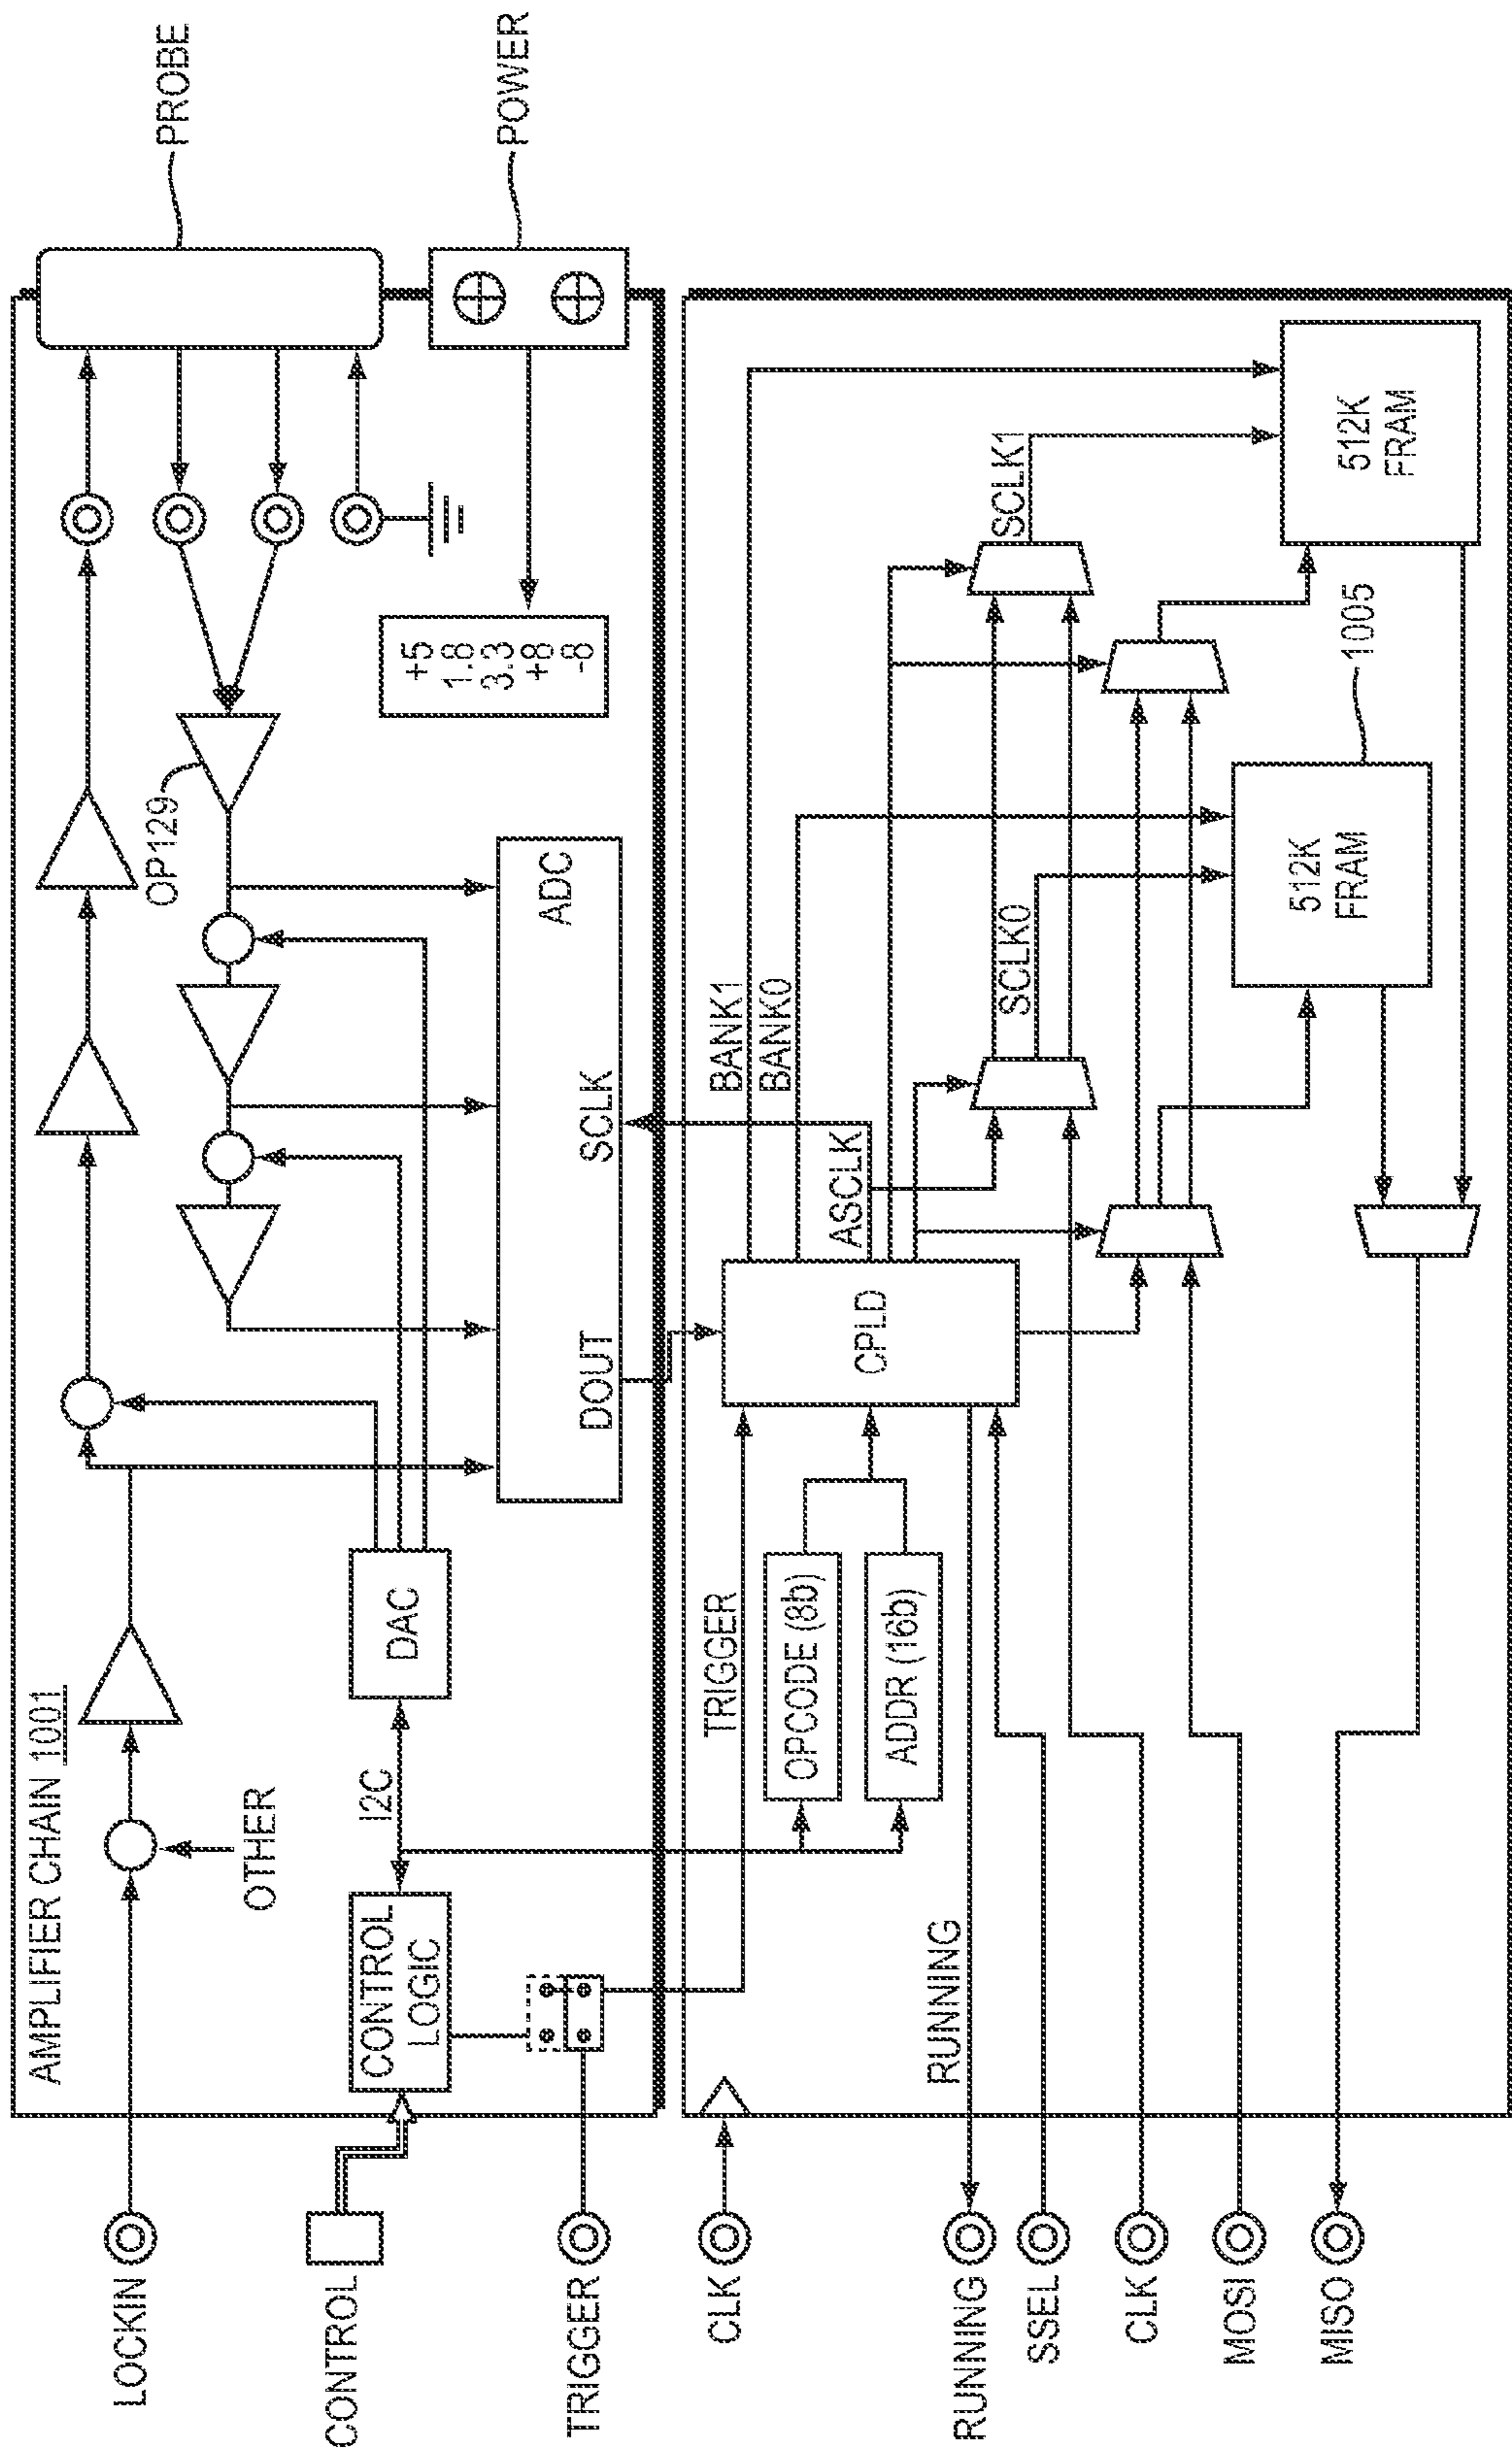 AMPLIFIER CHAIN 1001
LOCKIN
OTHER
OP129
PROBE
CONTROL
CONTROL
LOGIC
I2C
DAC
ADC
DOUT
SCLK
+5
1.8
3.3
+8
-8
POWER
TRIGGER
TRIGGER
CLK
OPCODE (8b)
ADDR (16b)
CPLD
BANK1
BANK0
ASCLK
RUNNING
RUNNING
SSEL
CLK
MOSI
MISO
SCLK0
SCLK1
512K
FRAM
1005
512K
FRAM